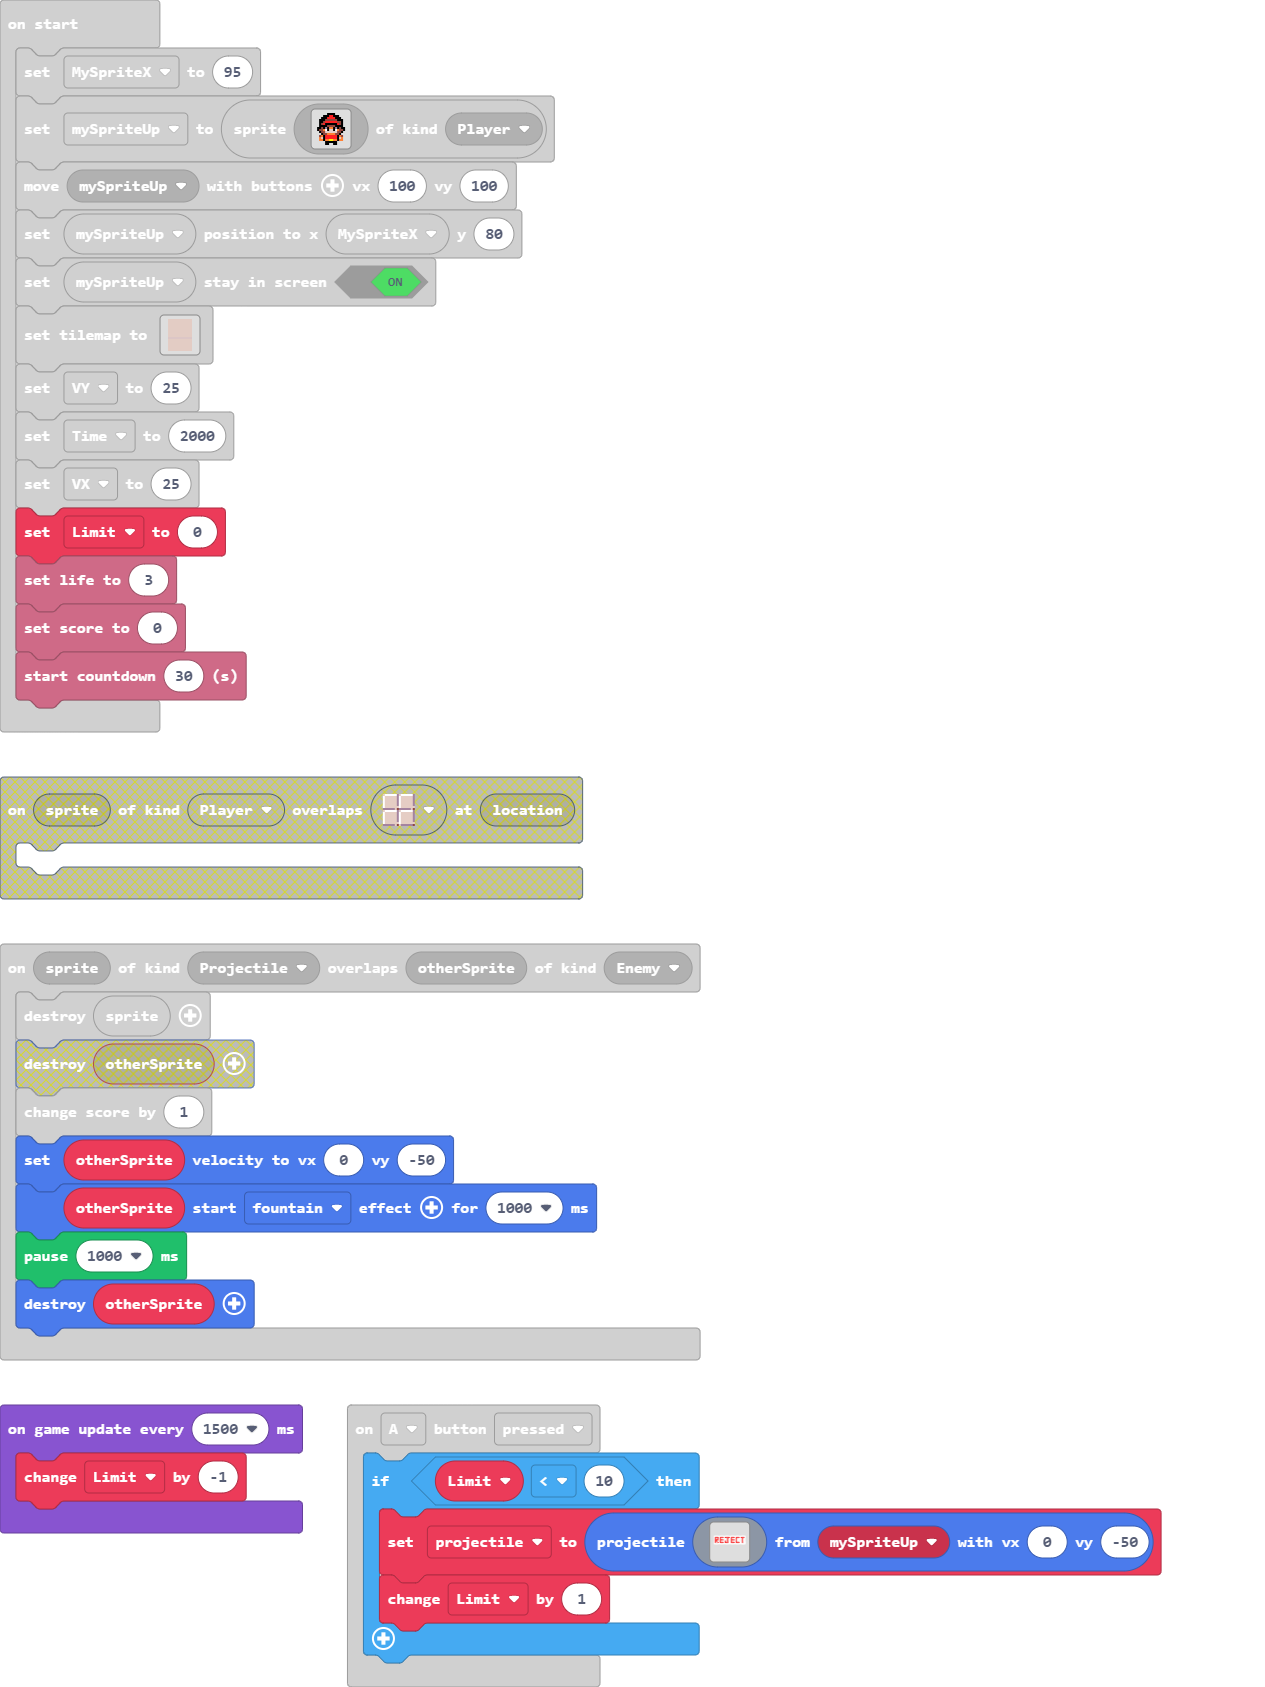 on start
set MySpriteX to 95
set mySpriteUp to sprite of kind Player
move mySpriteUp with buttons vx 100 vy 100
set mySpriteUp position to x MySpriteX y 80
set mySpriteUp stay in screen ON
set tilemap to
set VY to 25
set Time to 2000
set VX to 25
set Limit to 0
set life to 3
set score to 0
start countdown 30 (s)
on sprite of kind Player overlaps at location
on sprite of kind Projectile overlaps otherSprite of kind Enemy
destroy sprite
destroy otherSprite
change score by 1
set otherSprite velocity to vx 0 vy -50
otherSprite start fountain effect for 1000 ms
pause 1000 ms
destroy otherSprite
on game update every 1500 ms
change Limit by -1
on A button pressed
if Limit < 10 then
set projectile to projectile REJECT from mySpriteUp with vx 0 vy -50
change Limit by 1